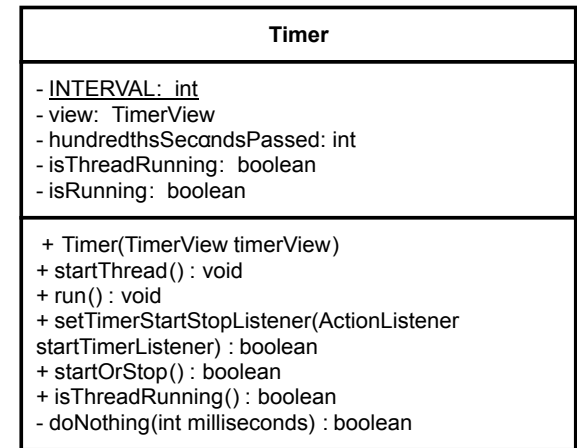 Timer
- INTERVAL: int
- view: TimerView
- hundredthsSecondsPassed: int
- isThreadRunning: boolean
- isRunning: boolean
+ Timer(TimerView timerView)
+ startThread() : void
+ run() : void
+ setTimerStartStopListener(ActionListener
startTimerListener) : boolean
+ startOrStop() : boolean
+ isThreadRunning() : boolean
- doNothing(int milliseconds) : boolean